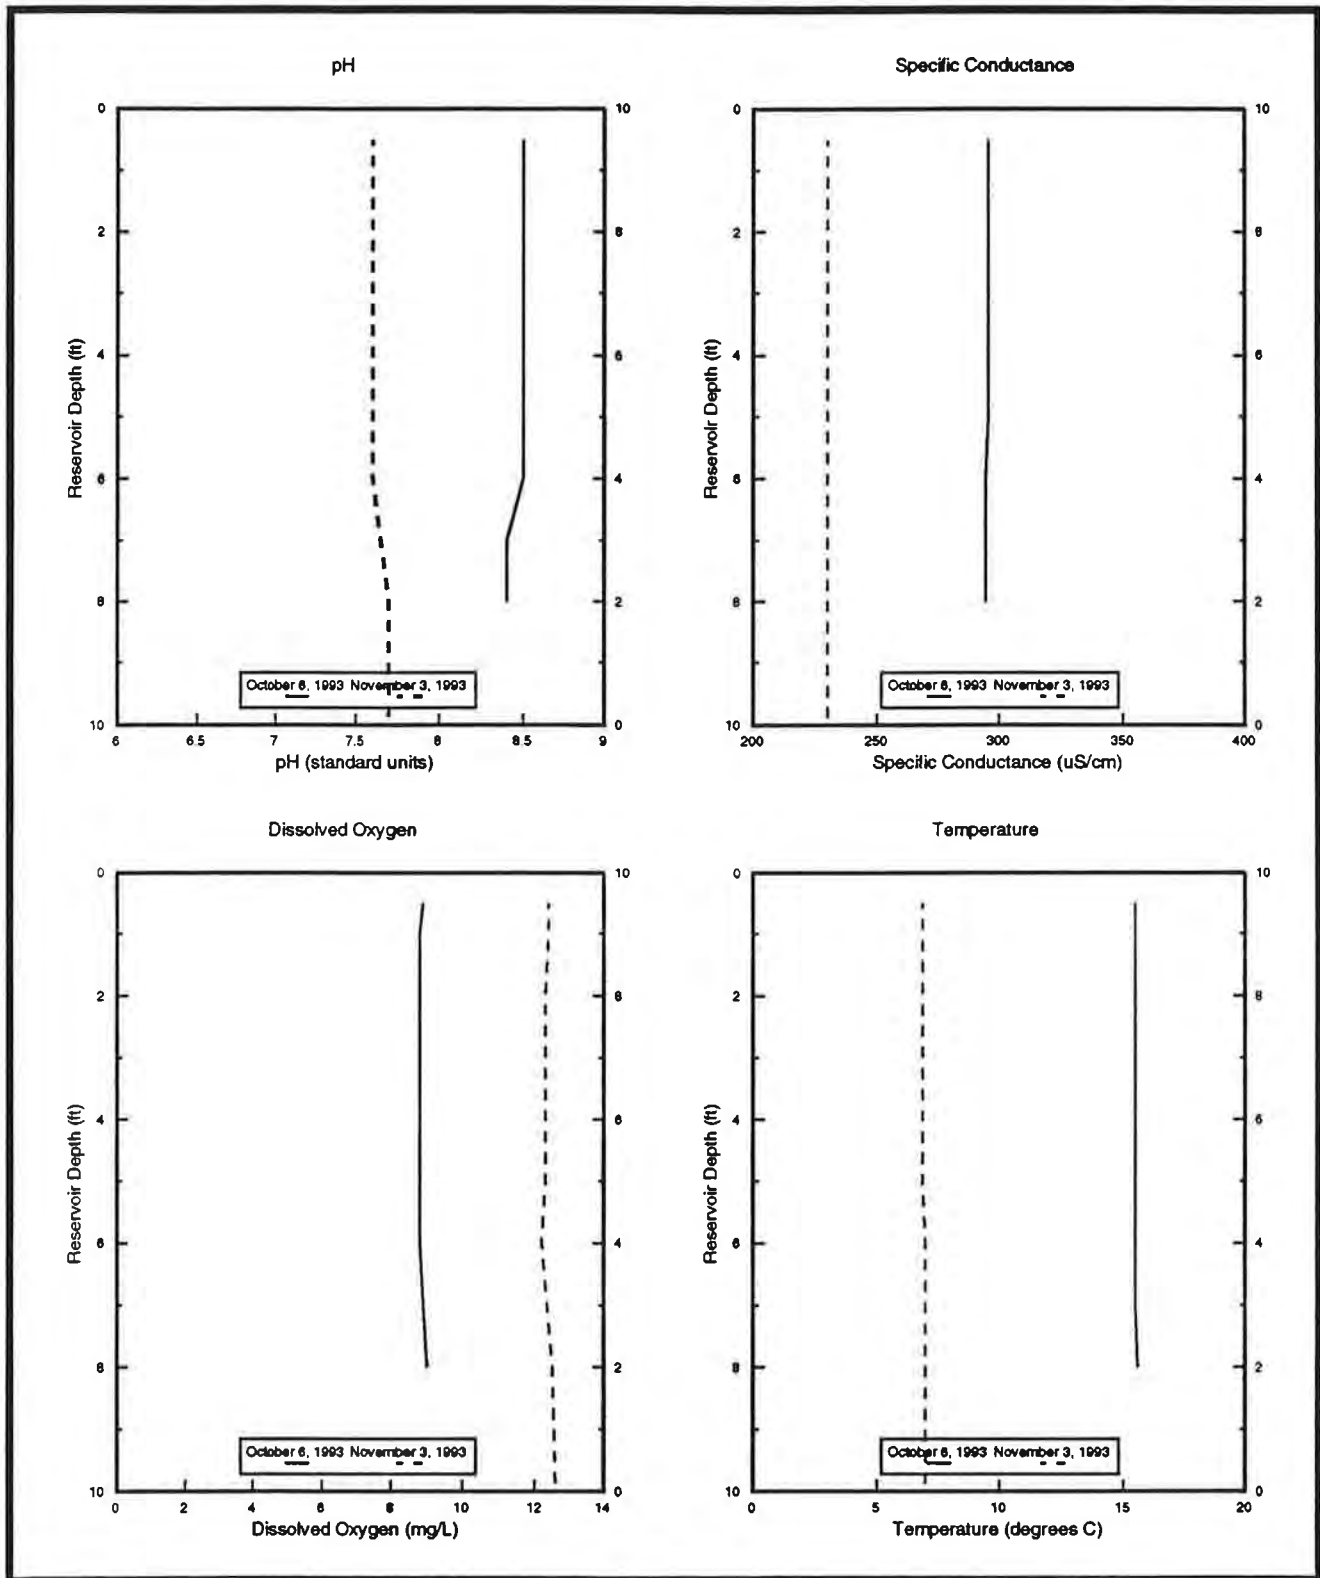 pH
Specific Conductance
0
2
4
6
8
10
10
8
6
4
2
0
Reservoir Depth (ft)
October 6, 1993 November 3, 1993
6 6.5 7 7.5 8 8.5 9
pH (standard units)
0
2
4
6
8
10
10
8
6
4
2
0
Reservoir Depth (ft)
October 6, 1993 November 3, 1993
200 250 300 350 400
Specific Conductance (uS/cm)
Dissolved Oxygen
Temperature
0
2
4
6
8
10
10
8
6
4
2
0
Reservoir Depth (ft)
October 6, 1993 November 3, 1993
0 2 4 6 8 10 12 14
Dissolved Oxygen (mg/L)
0
2
4
6
8
10
10
8
6
4
2
0
Reservoir Depth (ft)
October 6, 1993 November 3, 1993
0 5 10 15 20
Temperature (degrees C)